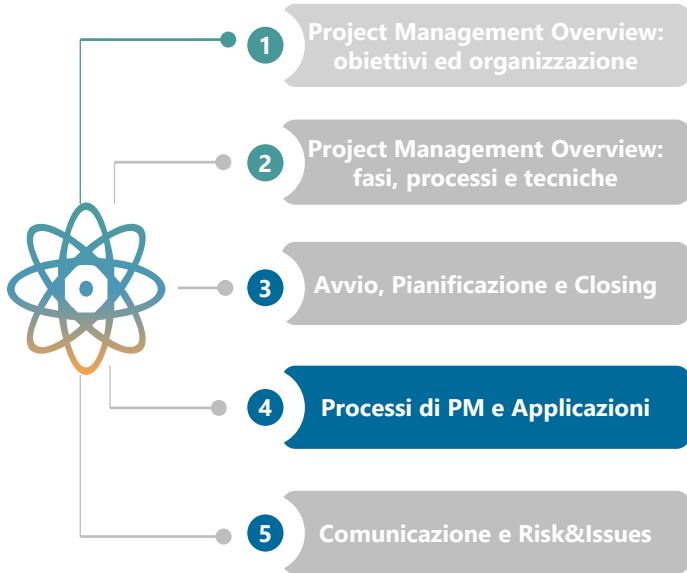 1
Project Management Overview:
obiettivi ed organizzazione
2
Project Management Overview:
fasi, processi e tecniche
3
Avvio, Pianificazione e Closing
4
Processi di PM e Applicazioni
5
Comunicazione e Risk&Issues